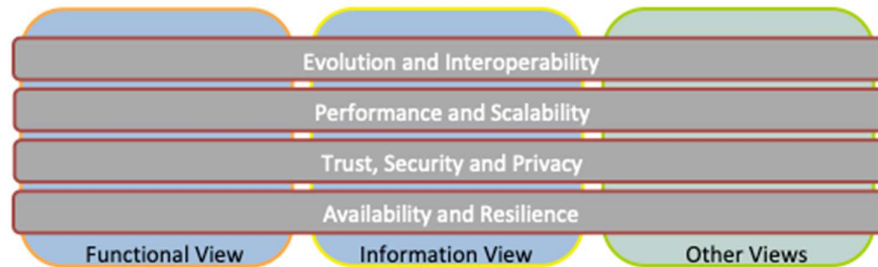 Evolution and Interoperability
Performance and Scalability
Trust, Security and Privacy
Availability and Resilience
Functional View
Information View
Other Views